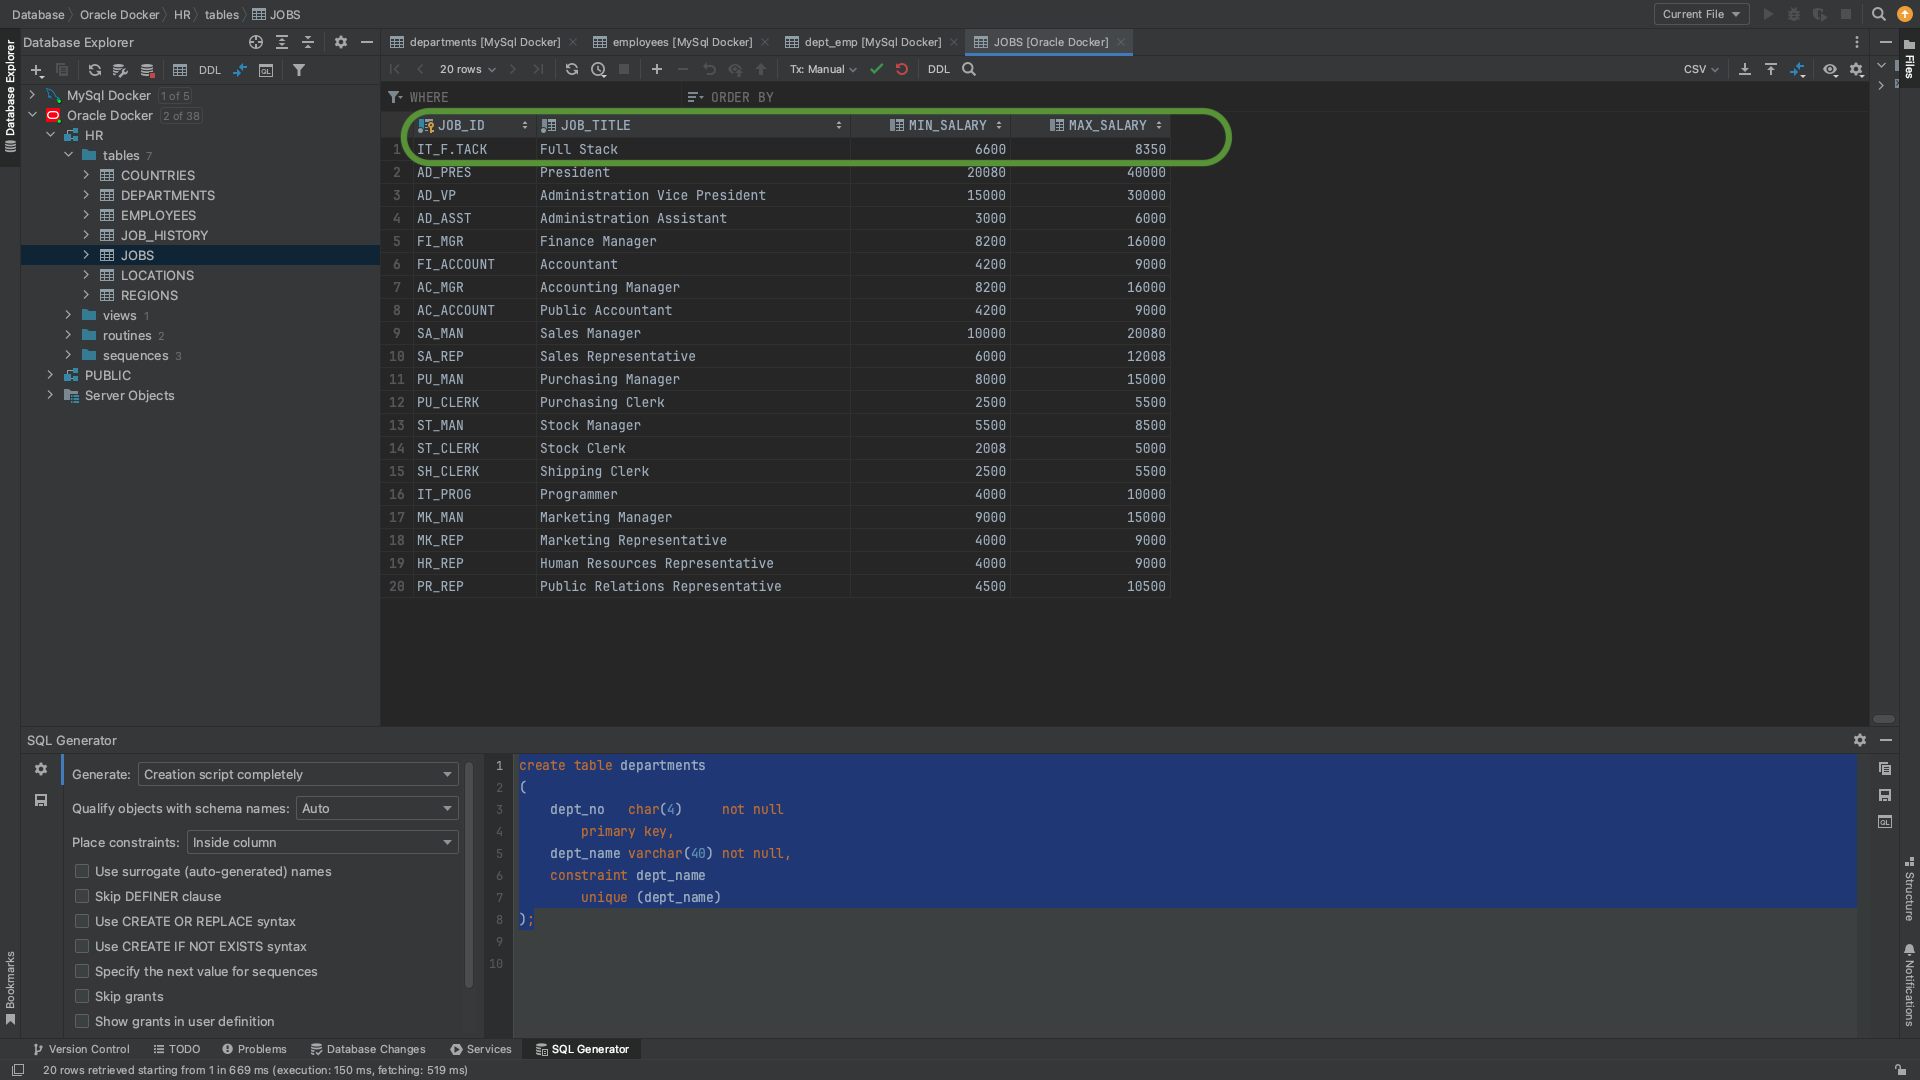 Database Oracle Docker HR tables JOBS
Current File
Database Explorer
departments [MySql Docker]
employees [MySql Docker]
dept_emp [MySql Docker]
JOBS [Oracle Docker]
Database Explorer
Files
DDL
QL
20 rows
Tx: Manual
DDL
CSV
WHERE
ORDER BY
MySql Docker 1 of 5
Oracle Docker 2 of 38
HR
tables 7
COUNTRIES
DEPARTMENTS
EMPLOYEES
JOB_HISTORY
JOBS
LOCATIONS
REGIONS
views 1
routines 2
sequences 3
PUBLIC
Server Objects
JOB_ID JOB_TITLE MIN_SALARY MAX_SALARY
1 IT_F.TACK Full Stack 6600 8350
2 AD_PRES President 20080 40000
3 AD_VP Administration Vice President 15000 30000
4 AD_ASST Administration Assistant 3000 6000
5 FI_MGR Finance Manager 8200 16000
6 FI_ACCOUNT Accountant 4200 9000
7 AC_MGR Accounting Manager 8200 16000
8 AC_ACCOUNT Public Accountant 4200 9000
9 SA_MAN Sales Manager 10000 20080
10 SA_REP Sales Representative 6000 12008
11 PU_MAN Purchasing Manager 8000 15000
12 PU_CLERK Purchasing Clerk 2500 5500
13 ST_MAN Stock Manager 5500 8500
14 ST_CLERK Stock Clerk 2008 5000
15 SH_CLERK Shipping Clerk 2500 5500
16 IT_PROG Programmer 4000 10000
17 MK_MAN Marketing Manager 9000 15000
18 MK_REP Marketing Representative 4000 9000
19 HR_REP Human Resources Representative 4000 9000
20 PR_REP Public Relations Representative 4500 10500
SQL Generator
Generate: Creation script completely
Qualify objects with schema names: Auto
Place constraints: Inside column
Use surrogate (auto-generated) names
Skip DEFINER clause
Use CREATE OR REPLACE syntax
Use CREATE IF NOT EXISTS syntax
Specify the next value for sequences
Skip grants
Show grants in user definition
1 create table departments
2 (
3 dept_no char(4) not null
4 primary key,
5 dept_name varchar(40) not null,
6 constraint dept_name
7 unique (dept_name)
8 );
9
10
QL
Structure
Notifications
Bookmarks
Version Control
TODO
Problems
Database Changes
Services
SQL Generator
20 rows retrieved starting from 1 in 669 ms (execution: 150 ms, fetching: 519 ms)